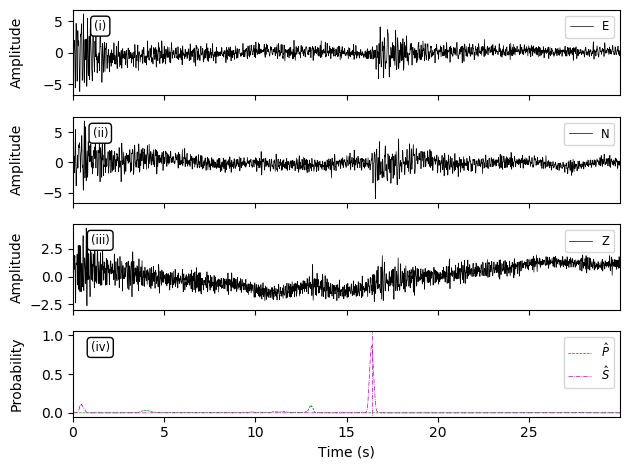 Amplitude
5
0
−5
(i)
E
Amplitude
5
0
−5
(ii)
N
Amplitude
2.5
0.0
−2.5
(iii)
Z
Probability
1.0
0.5
0.0
(iv)
P̂
Ŝ
0 5 10 15 20 25
Time (s)